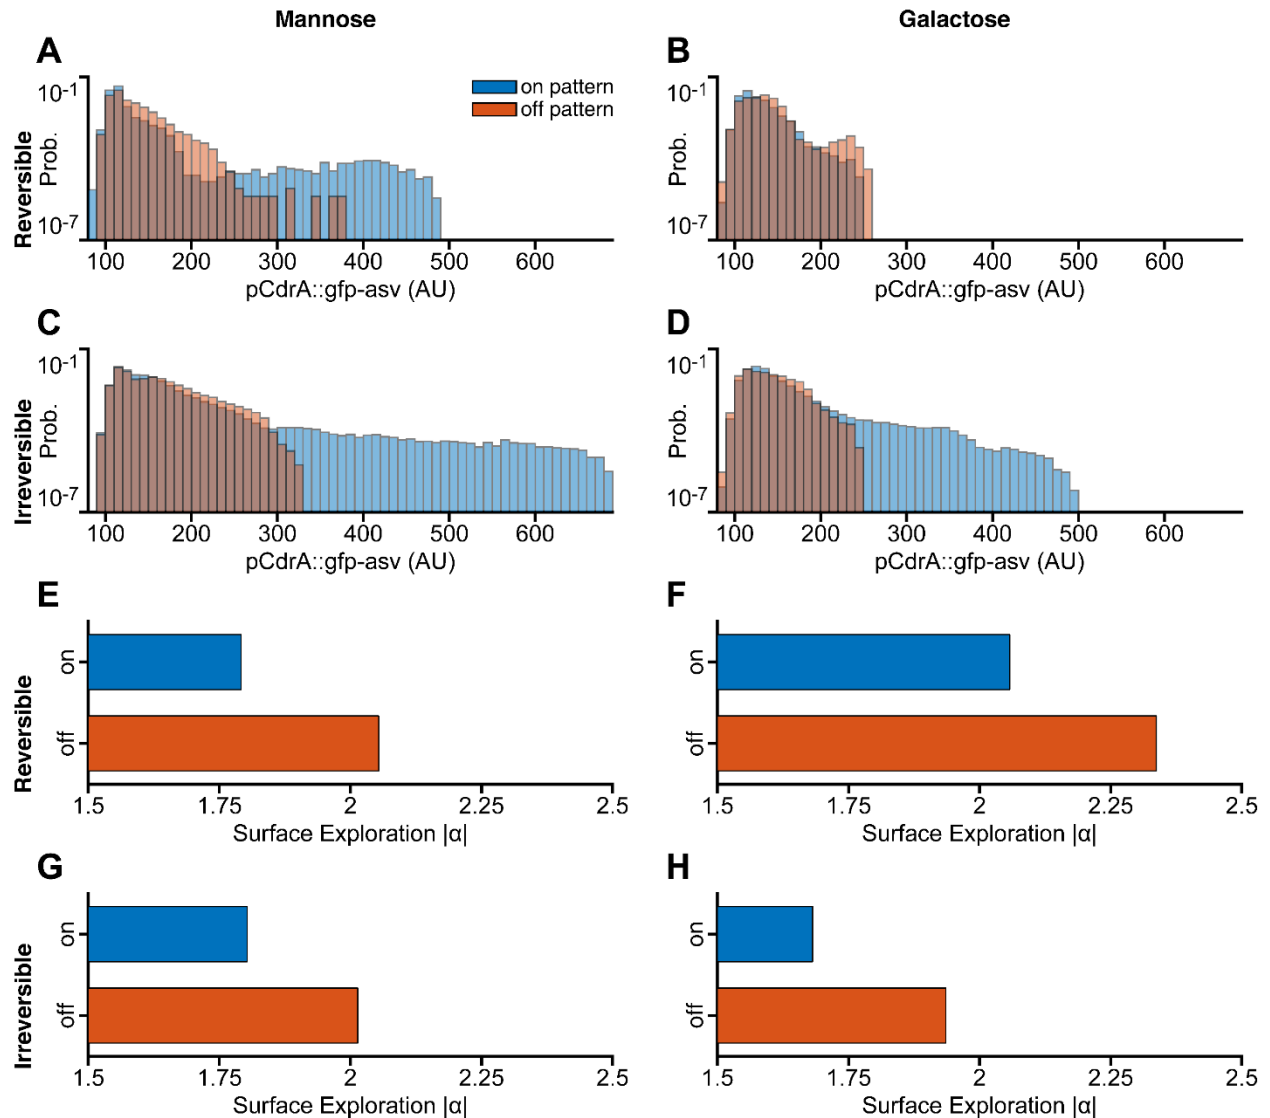 Mannose
Galactose
A
B
on pattern
off pattern
Reversible
Prob.
10-1
10-7
100 200 300 400 500 600
pCdrA::gfp-asv (AU)
Prob.
10-1
10-7
100 200 300 400 500 600
pCdrA::gfp-asv (AU)
C
D
Irreversible
Prob.
10-1
10-7
100 200 300 400 500 600
pCdrA::gfp-asv (AU)
Prob.
10-1
10-7
100 200 300 400 500 600
pCdrA::gfp-asv (AU)
E
F
Reversible
on
off
1.5 1.75 2 2.25 2.5
Surface Exploration |α|
on
off
1.5 1.75 2 2.25 2.5
Surface Exploration |α|
G
H
Irreversible
on
off
1.5 1.75 2 2.25 2.5
Surface Exploration |α|
on
off
1.5 1.75 2 2.25 2.5
Surface Exploration |α|